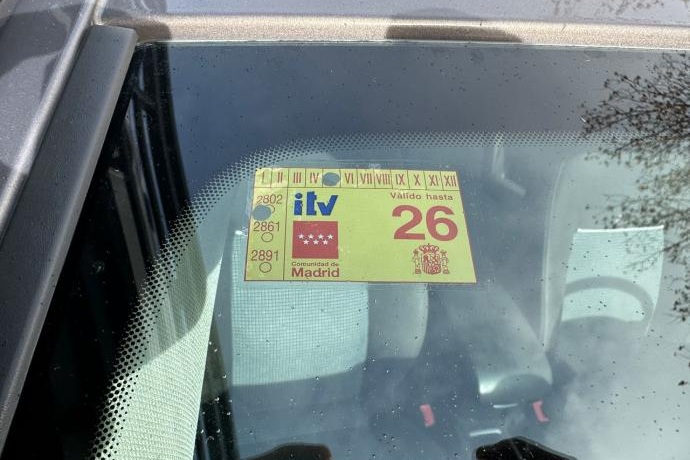 I II III IV VI VII VIII IX X XI XII
2802
2861
2891
itv
Comunidad de
Madrid
Válido hasta
26